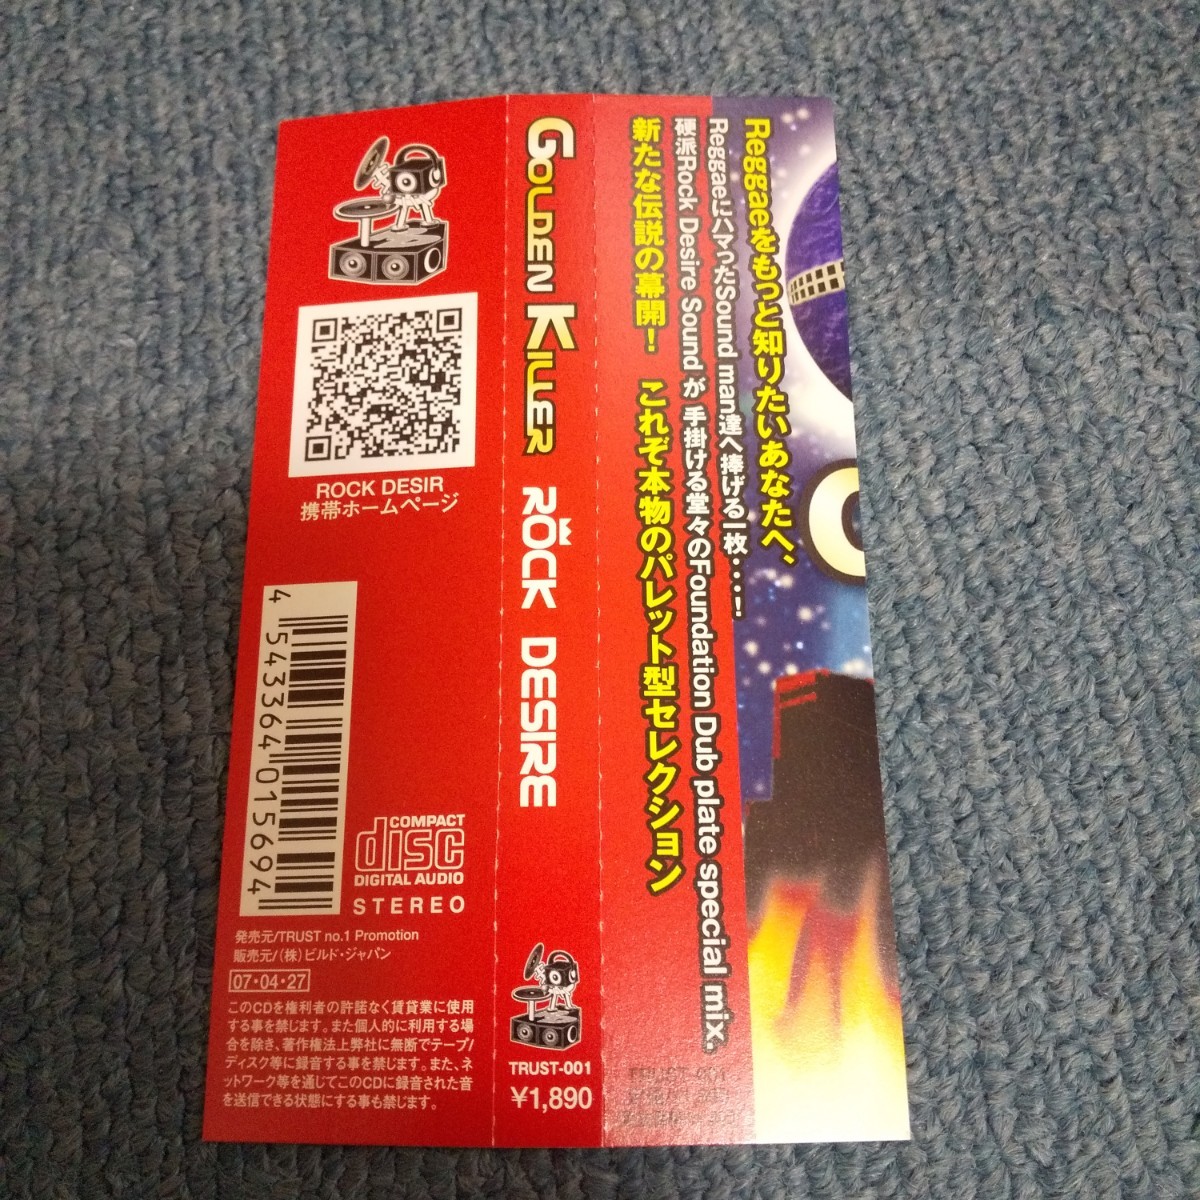 Reggaeをもっと知りたいあなたへ、
ReggaeにハマったSound man達へ捧げる一枚・・・!
硬派Rock Desire Sound が 手掛ける堂々のFoundation Dub plate special mix.
新たな伝説の幕開! これぞ本物のパレット型セレクション
GOLDEN KILLER ROCK DESIRE
TRUST-001
¥1,890
ROCK DESIR
携帯ホームページ
4 543364 015694
COMPACT
disc
DIGITAL AUDIO
STEREO
発売元/TRUST no.1 Promotion
販売元/(株)ビルド・ジャパン
07・04・27
このCDを権利者の許諾なく賃貸業に使用
する事を禁じます。また個人的に利用する場
合を除き、著作権法上弊社に無断でテープ/
ディスク等に録音する事を禁じます。また、ネ
ットワーク等を通じてこのCDに録音された音
を送信できる状態にする事も禁じます。